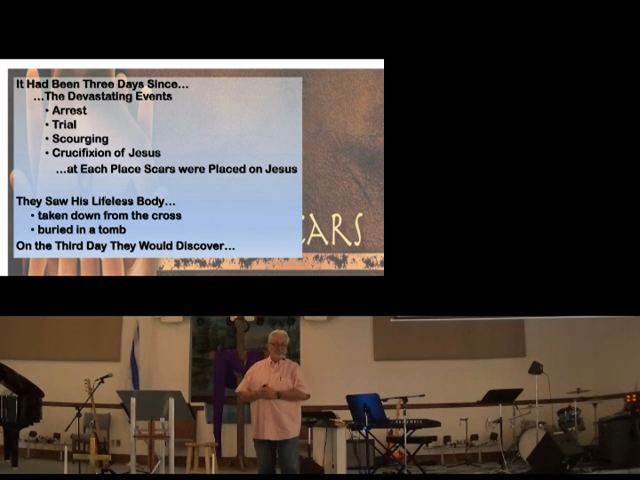 It Had Been Three Days Since…
…The Devastating Events
• Arrest
• Trial
• Scourging
• Crucifixion of Jesus
…at Each Place Scars were Placed on Jesus
They Saw His Lifeless Body…
• taken down from the cross
• buried in a tomb
On the Third Day They Would Discover…
CARS